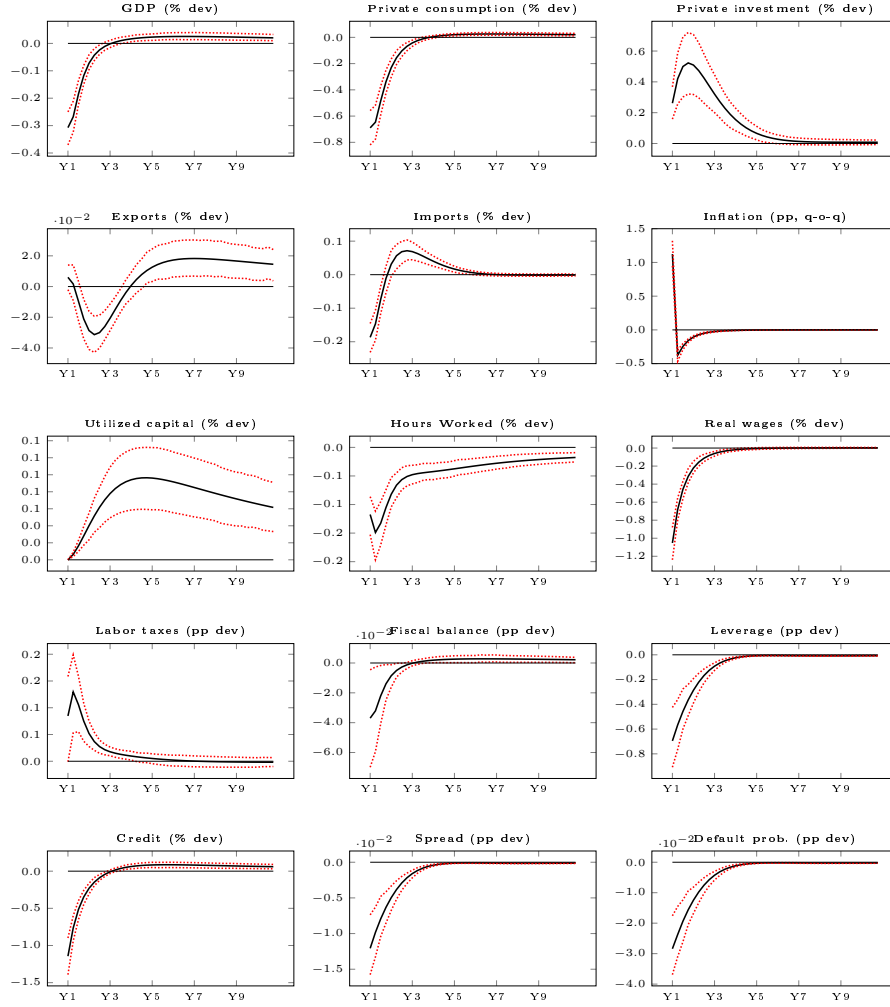 GDP (% dev)
0.0
−0.1
−0.2
−0.3
−0.4
Y1 Y3 Y5 Y7 Y9
Private consumption (% dev)
0.0
−0.2
−0.4
−0.6
−0.8
Y1 Y3 Y5 Y7 Y9
Private investment (% dev)
0.6
0.4
0.2
0.0
Y1 Y3 Y5 Y7 Y9
·10−2 Exports (% dev)
2.0
0.0
−2.0
−4.0
Y1 Y3 Y5 Y7 Y9
Imports (% dev)
0.1
0.0
−0.1
−0.2
Y1 Y3 Y5 Y7 Y9
Inflation (pp, q-o-q)
1.5
1.0
0.5
0.0
−0.5
Y1 Y3 Y5 Y7 Y9
Utilized capital (% dev)
0.1
0.1
0.1
0.1
0.0
0.0
0.0
Y1 Y3 Y5 Y7 Y9
Hours Worked (% dev)
0.0
−0.1
−0.1
−0.2
−0.2
Y1 Y3 Y5 Y7 Y9
Real wages (% dev)
0.0
−0.2
−0.4
−0.6
−0.8
−1.0
−1.2
Y1 Y3 Y5 Y7 Y9
Labor taxes (pp dev)
0.2
0.2
0.1
0.1
0.0
Y1 Y3 Y5 Y7 Y9
·10−2 Fiscal balance (pp dev)
0.0
−2.0
−4.0
−6.0
Y1 Y3 Y5 Y7 Y9
Leverage (pp dev)
0.0
−0.2
−0.4
−0.6
−0.8
Y1 Y3 Y5 Y7 Y9
Credit (% dev)
0.0
−0.5
−1.0
−1.5
Y1 Y3 Y5 Y7 Y9
·10−2 Spread (pp dev)
0.0
−0.5
−1.0
−1.5
Y1 Y3 Y5 Y7 Y9
·10−2 Default prob. (pp dev)
0.0
−1.0
−2.0
−3.0
−4.0
Y1 Y3 Y5 Y7 Y9